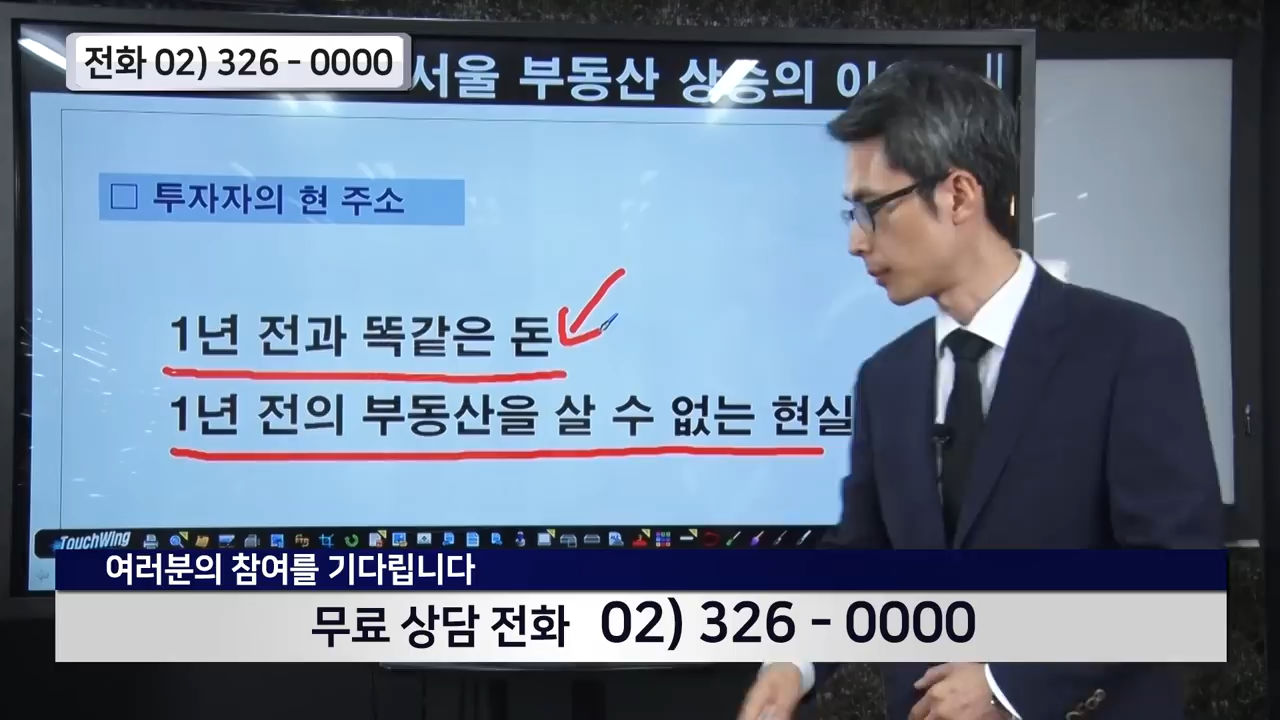 전화 02) 326 - 0000
서울 부동산 상승의
□ 투자자의 현 주소
1년 전과 똑같은 돈
1년 전의 부동산을 살 수 없는 현실
TouchWing
여러분의 참여를 기다립니다
무료 상담 전화 02) 326 - 0000